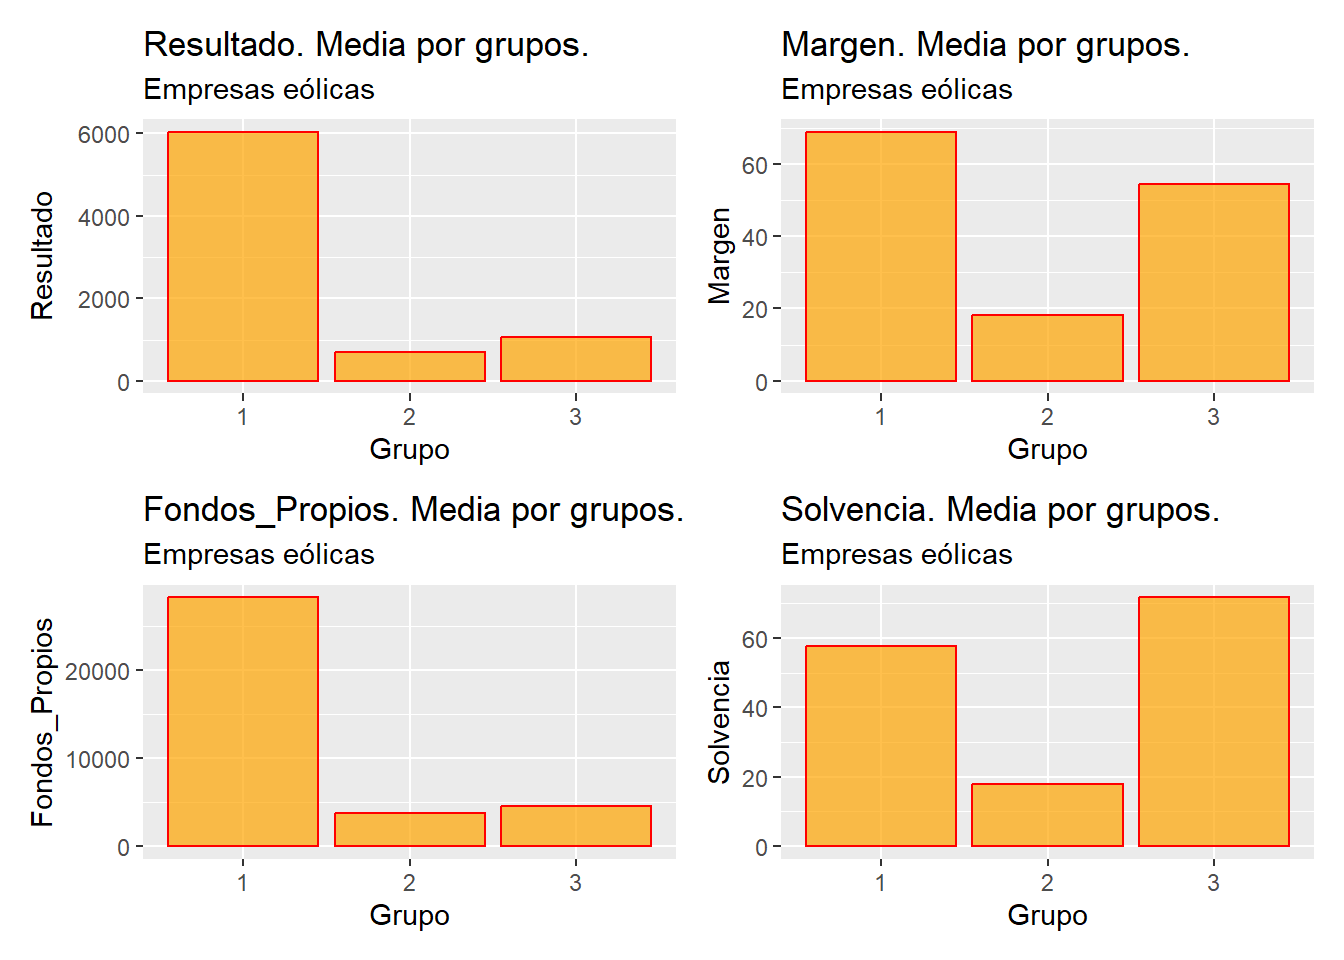 Resultado. Media por grupos.
Empresas eólicas
6000
4000
2000
0
Resultado
1 2 3
Grupo
Margen. Media por grupos.
Empresas eólicas
60
40
20
0
Margen
1 2 3
Grupo
Fondos_Propios. Media por grupos.
Empresas eólicas
20000
10000
0
Fondos_Propios
1 2 3
Grupo
Solvencia. Media por grupos.
Empresas eólicas
60
40
20
0
Solvencia
1 2 3
Grupo